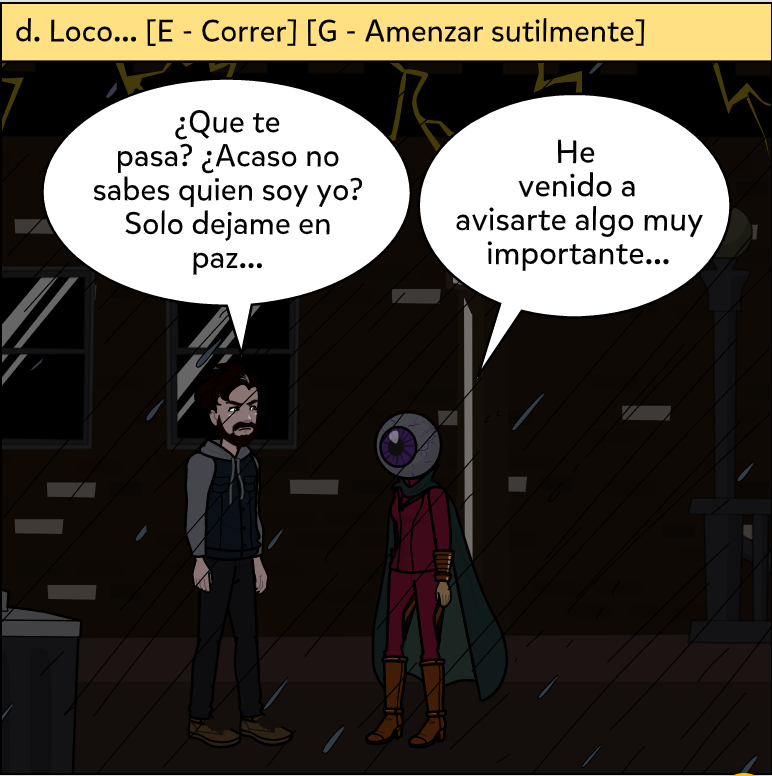 d. Loco... [E - Correr] [G - Amenzar sutilmente]
¿Que te
pasa? ¿Acaso no
sabes quien soy yo?
Solo dejame en
paz...
He
venido a
avisarte algo muy
importante...